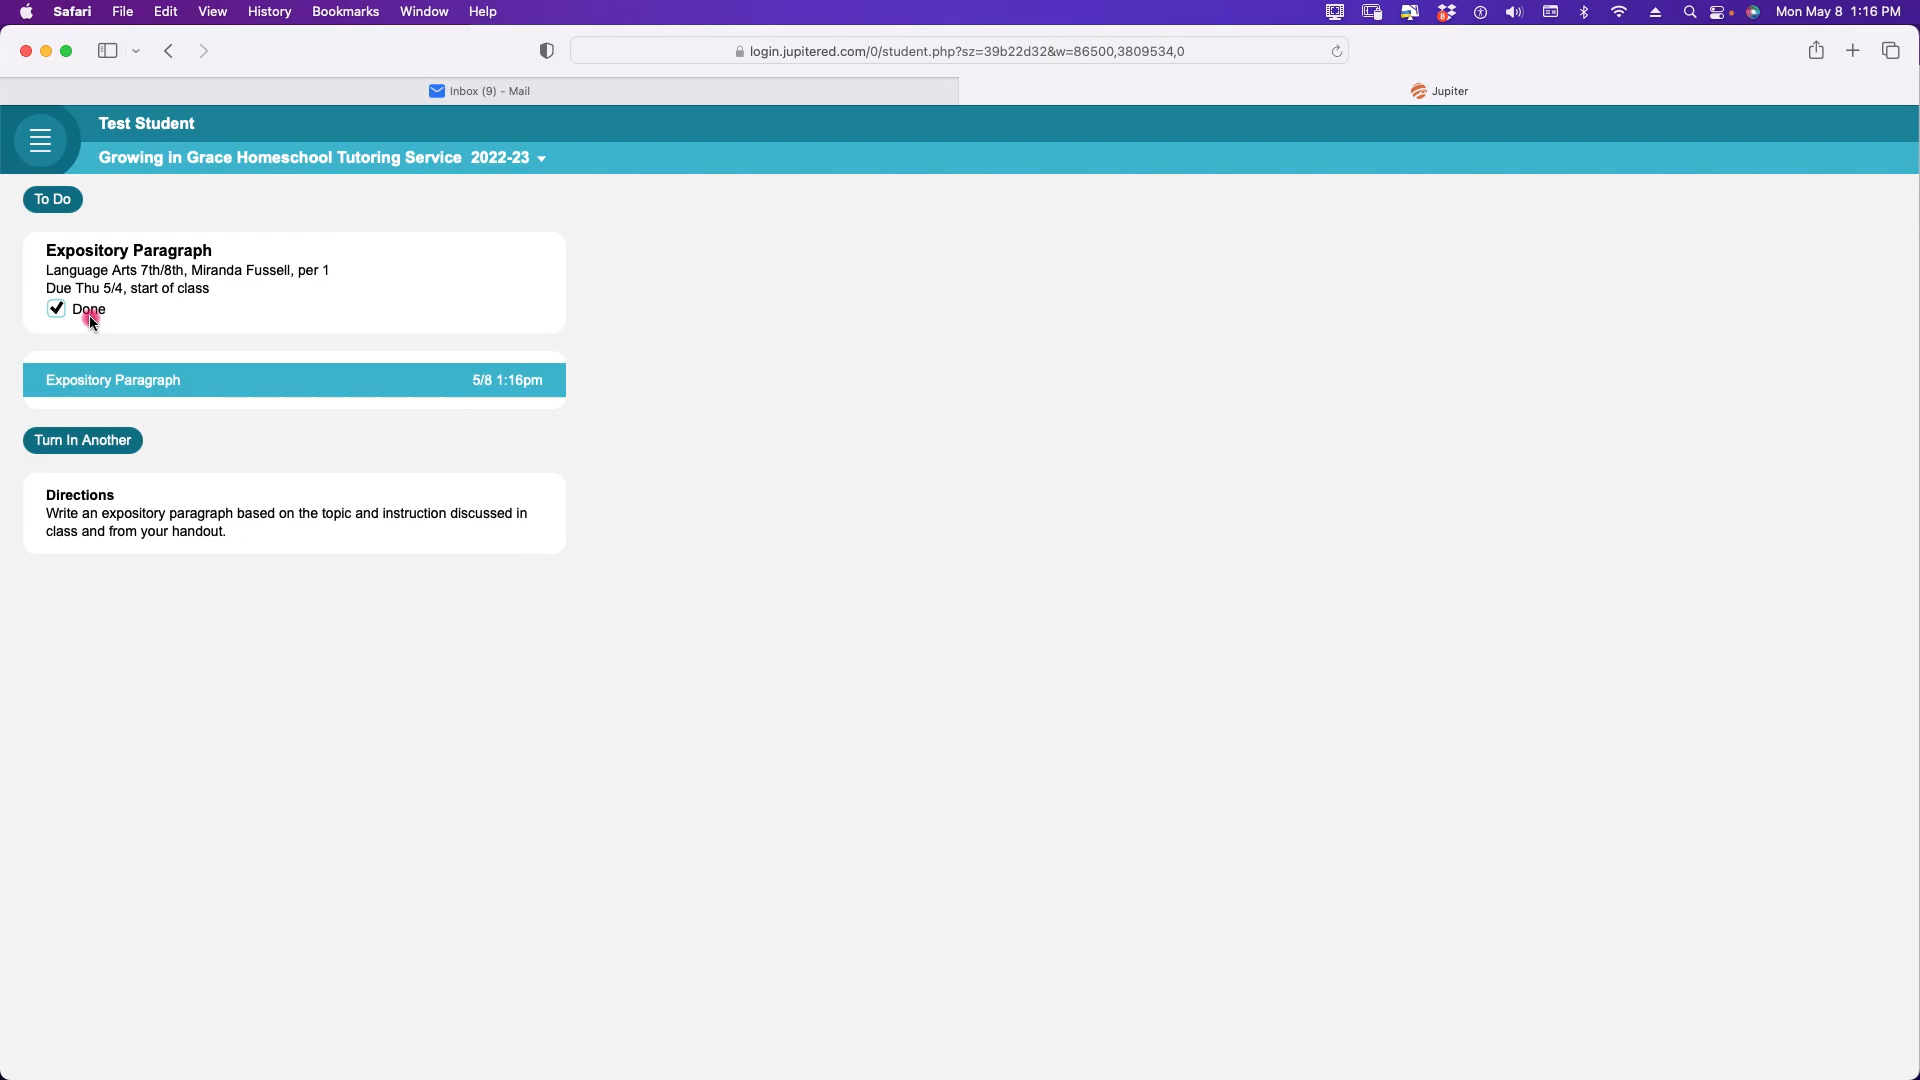 Safari File Edit View History Bookmarks Window Help
8
Mon May 8 1:16 PM
login.jupitered.com/0/student.php?sz=39b22d32&w=86500,3809534,0
Inbox (9) - Mail
Jupiter
Test Student
Growing in Grace Homeschool Tutoring Service 2022-23
To Do
Expository Paragraph
Language Arts 7th/8th, Miranda Fussell, per 1
Due Thu 5/4, start of class
Done
Expository Paragraph 5/8 1:16pm
Turn In Another
Directions
Write an expository paragraph based on the topic and instruction discussed in
class and from your handout.